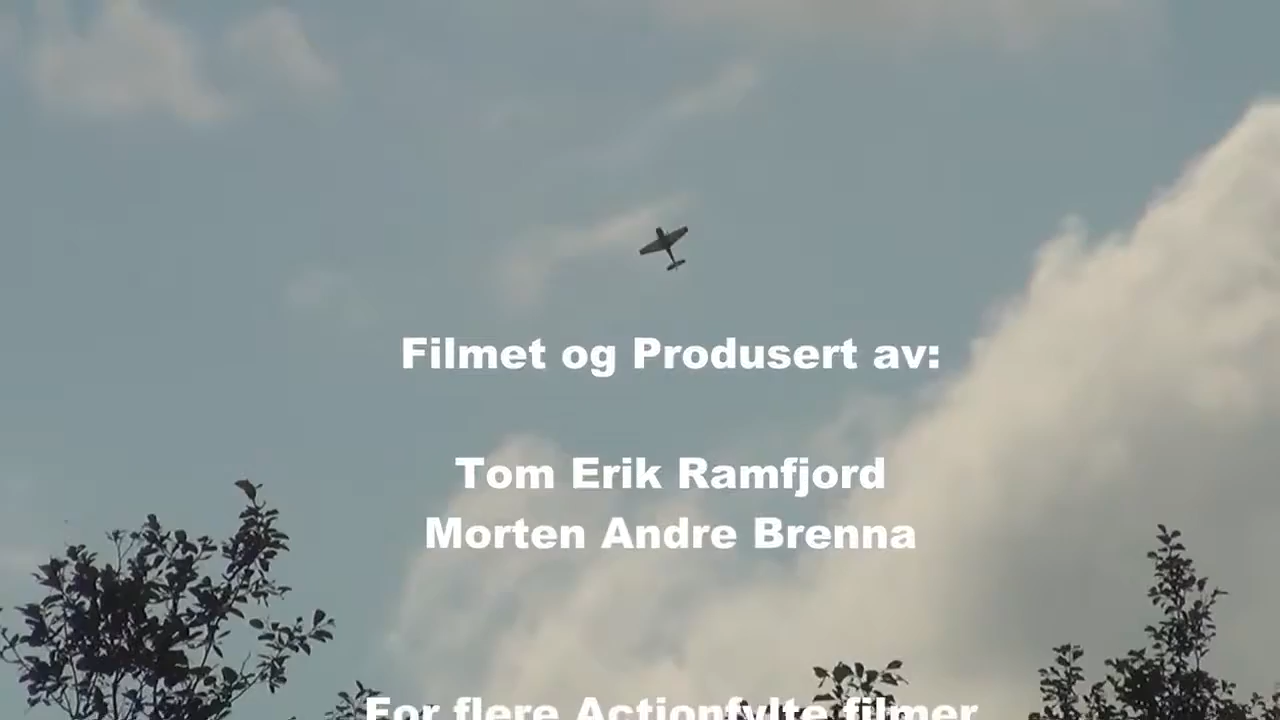 Filmet og Produsert av:
Tom Erik Ramfjord
Morten Andre Brenna
For flere Actionfylte filmer